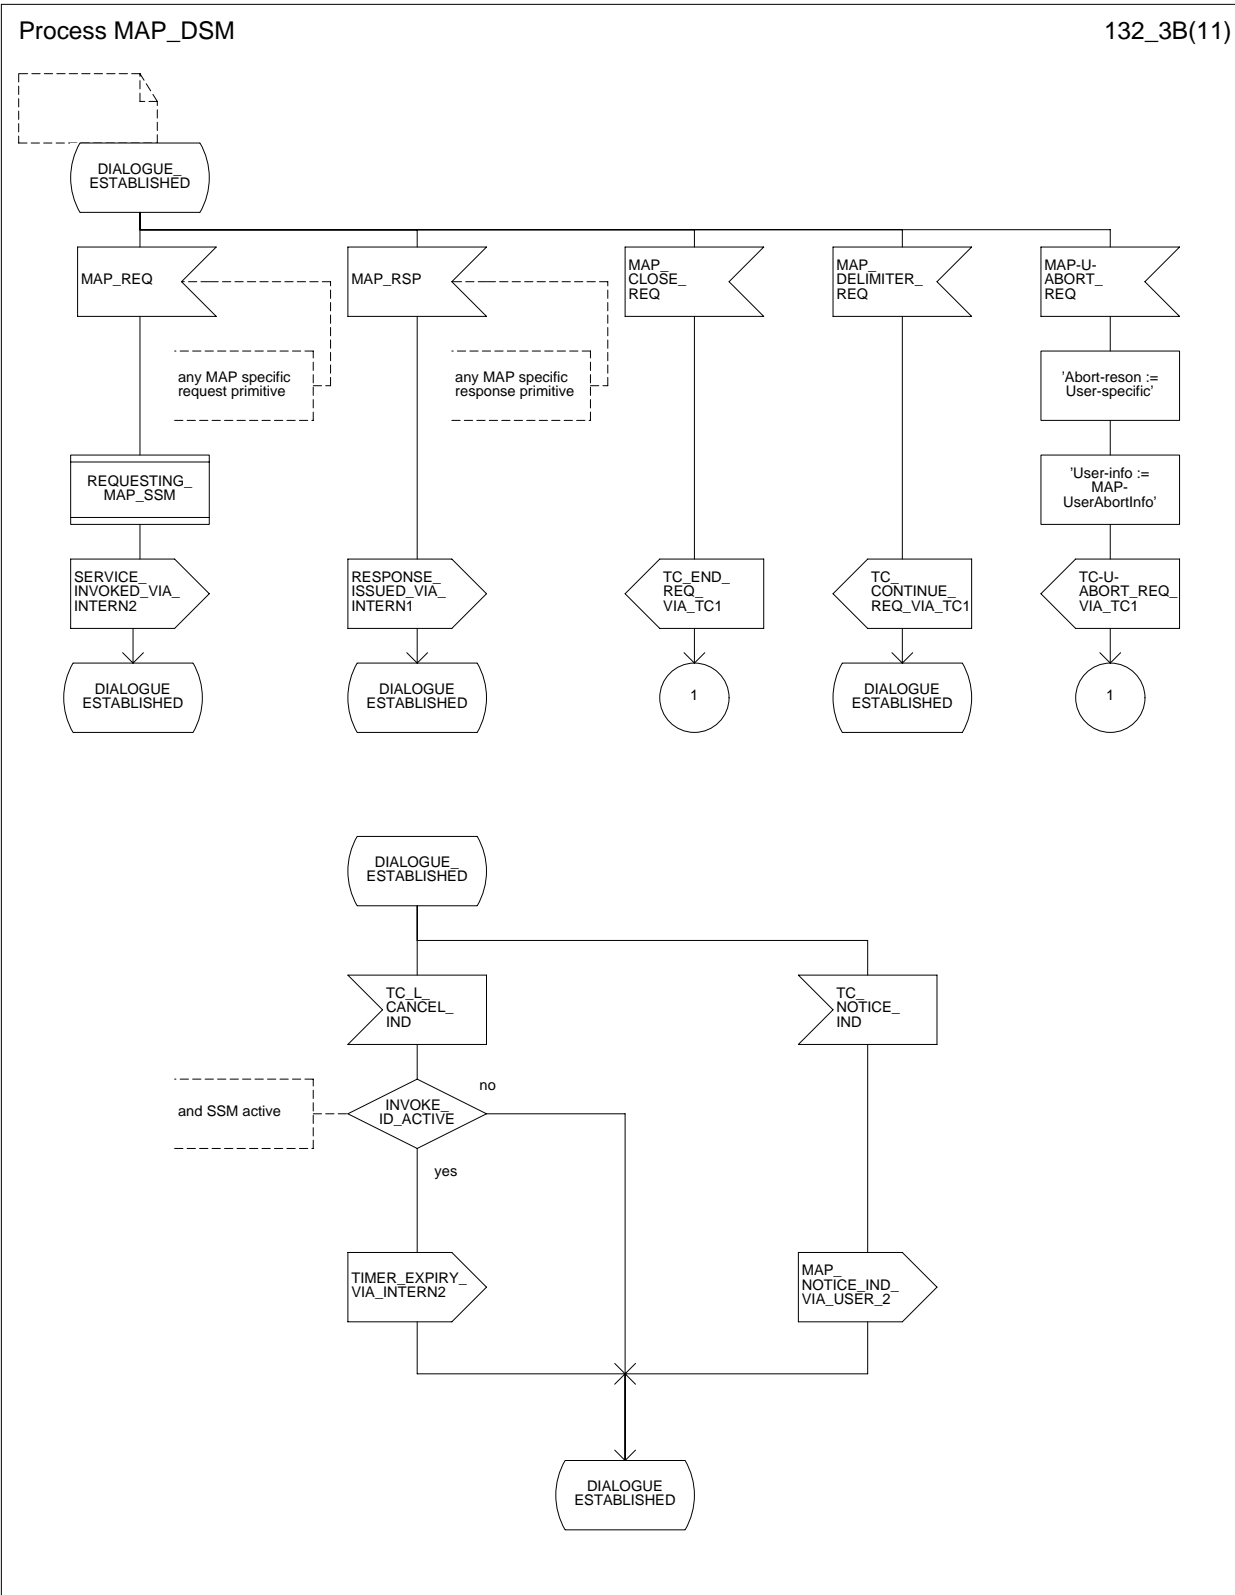 Process MAP_DSM
132_3B(11)
DIALOGUE_
ESTABLISHED
MAP_REQ
MAP_RSP
MAP_
CLOSE_
REQ
MAP_
DELIMITER_
REQ
MAP-U-
ABORT_
REQ
any MAP specific
request primitive
any MAP specific
response primitive
'Abort-reson :=
User-specific'
REQUESTING_
MAP_SSM
'User-info :=
MAP-
UserAbortInfo'
SERVICE_
INVOKED_VIA_
INTERN2
RESPONSE_
ISSUED_VIA_
INTERN1
TC_END_
REQ_
VIA_TC1
TC_
CONTINUE_
REQ_VIA_TC1
TC-U-
ABORT_REQ_
VIA_TC1
DIALOGUE
ESTABLISHED
DIALOGUE
ESTABLISHED
1
DIALOGUE
ESTABLISHED
1
DIALOGUE_
ESTABLISHED
TC_L_
CANCEL_
IND
TC_
NOTICE_
IND
and SSM active
INVOKE_
ID_ACTIVE
no
yes
TIMER_EXPIRY_
VIA_INTERN2
MAP_
NOTICE_IND_
VIA_USER_2
DIALOGUE
ESTABLISHED